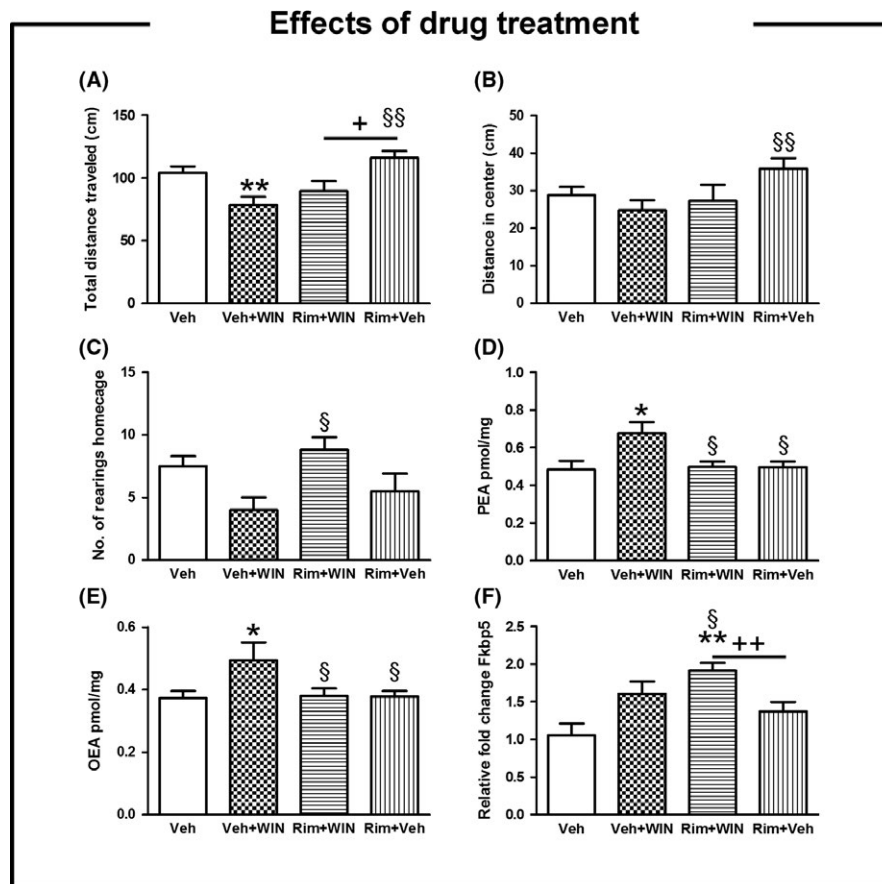 Effects of drug treatment
(A)
Total distance traveled (cm)
150
100
50
0
**
+
§§
Veh
Veh+WIN
Rim+WIN
Rim+Veh
(B)
Distance in center (cm)
50
40
30
20
10
0
§§
Veh
Veh+WIN
Rim+WIN
Rim+Veh
(C)
No. of rearings homecage
15
10
5
0
§
Veh
Veh+WIN
Rim+WIN
Rim+Veh
(D)
PEA pmol/mg
1.0
0.8
0.6
0.4
0.2
0.0
*
§
§
Veh
Veh+WIN
Rim+WIN
Rim+Veh
(E)
OEA pmol/mg
0.6
0.4
0.2
0.0
*
§
§
Veh
Veh+WIN
Rim+WIN
Rim+Veh
(F)
Relative fold change Fkbp5
2.5
2.0
1.5
1.0
0.5
0.0
§
**
++
Veh
Veh+WIN
Rim+WIN
Rim+Veh